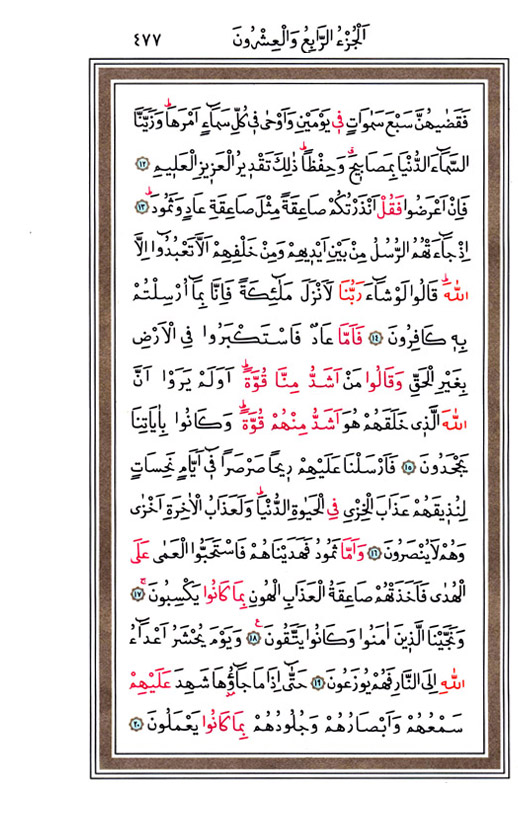 اَلْجُزْءُ الرَّابِعُ وَالْعِشْرُونَ ٤٧٧
فَقَضٰيهُنَّ سَبْعَ سَمٰوَاتٍ فٖي يَوْمَيْنِ وَاَوْحٰى فٖي كُلِّ سَمَٓاءٍ اَمْرَهَاۜ وَزَيَّنَّا
السَّمَٓاءَ الدُّنْيَا بِمَصَابٖيحَۗ وَحِفْظًاۜ ذٰلِكَ تَقْدٖيرُ الْعَزٖيزِ الْعَلٖيمِ ﴿١٢﴾
فَاِنْ اَعْرَضُوا فَقُلْ اَنْذَرْتُكُمْ صَاعِقَةً مِثْلَ صَاعِقَةِ عَادٍ وَثَمُودَۜ ﴿١٣﴾
اِذْ جَٓاءَتْهُمُ الرُّسُلُ مِنْ بَيْنِ اَيْدٖيهِمْ وَمِنْ خَلْفِهِمْ اَلَّا تَعْبُدُٓوا اِلَّا
اللّٰهَۜ قَالُوا لَوْ شَٓاءَ رَبُّنَا لَاَنْزَلَ مَلٰٓئِكَةً فَاِنَّا بِمَٓا اُرْسِلْتُمْ
بِهٖ كَافِرُونَ ﴿١٤﴾ فَاَمَّا عَادٌ فَاسْتَكْبَرُوا فِي الْاَرْضِ
بِغَيْرِ الْحَقِّ وَقَالُوا مَنْ اَشَدُّ مِنَّا قُوَّةًۜ اَوَلَمْ يَرَوْا اَنَّ
اللّٰهَ الَّذٖي خَلَقَهُمْ هُوَ اَشَدُّ مِنْهُمْ قُوَّةًۜ وَكَانُوا بِاٰيَاتِنَا
يَجْحَدُونَ ﴿١٥﴾ فَاَرْسَلْنَا عَلَيْهِمْ رٖيحًا صَرْصَرًا فٖٓي اَيَّامٍ نَحِسَاتٍ
لِنُذٖيقَهُمْ عَذَابَ الْخِزْيِ فِي الْحَيٰوةِ الدُّنْيَاۜ وَلَعَذَابُ الْاٰخِرَةِ اَخْزٰى
وَهُمْ لَا يُنْصَرُونَ ﴿١٦﴾ وَاَمَّا ثَمُودُ فَهَدَيْنَاهُمْ فَاسْتَحَبُّوا الْعَمٰى عَلَى
الْهُدٰى فَاَخَذَتْهُمْ صَاعِقَةُ الْعَذَابِ الْهُونِ بِمَا كَانُوا يَكْسِبُونَۚ ﴿١٧﴾
وَنَجَّيْنَا الَّذٖينَ اٰمَنُوا وَكَانُوا يَتَّقُونَ۟ ﴿١٨﴾ وَيَوْمَ يُحْشَرُ اَعْدَٓاءُ
اللّٰهِ اِلَى النَّارِ فَهُمْ يُوزَعُونَ ﴿١٩﴾ حَتّٰٓى اِذَا مَا جَٓاؤُ۫هَا شَهِدَ عَلَيْهِمْ
سَمْعُهُمْ وَاَبْصَارُهُمْ وَجُلُودُهُمْ بِمَا كَانُوا يَعْمَلُونَ ﴿٢٠﴾